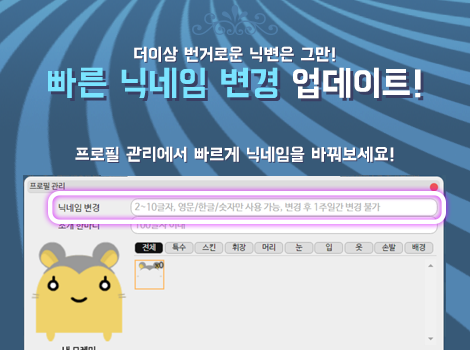 더이상 번거로운 닉변은 그만!
빠른 닉네임 변경 업데이트!
프로필 관리에서 빠르게 닉네임을 바꿔보세요!
프로필 관리
닉네임 변경 2~10글자, 영문/한글/숫자만 사용 가능, 변경 후 1주일간 변경 불가
소개 한마디 100글자 이내
전체 특수 스킨 휘장 머리 눈 입 옷 손발 배경